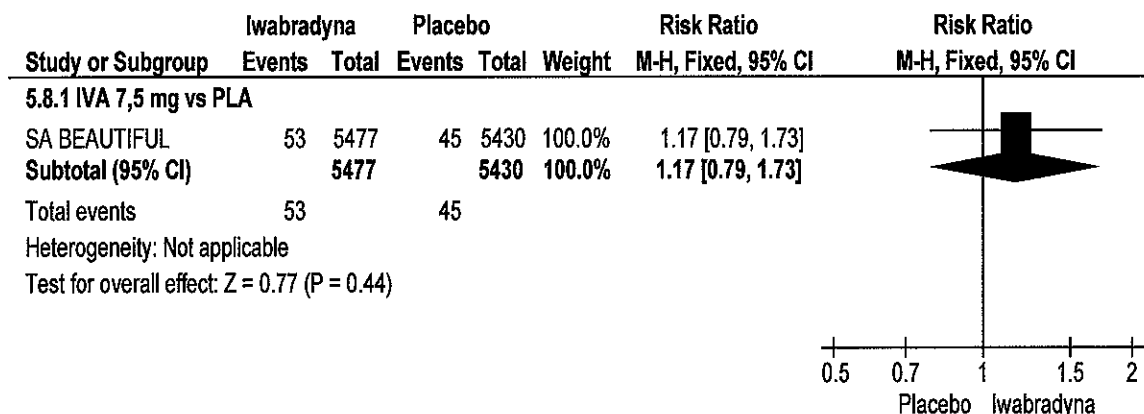 Iwabradyna Placebo Risk Ratio Risk Ratio
Study or Subgroup Events Total Events Total Weight M-H, Fixed, 95% CI M-H, Fixed, 95% CI
5.8.1 IVA 7,5 mg vs PLA
SA BEAUTIFUL 53 5477 45 5430 100.0% 1.17 [0.79, 1.73]
Subtotal (95% CI) 5477 5430 100.0% 1.17 [0.79, 1.73]
Total events 53 45
Heterogeneity: Not applicable
Test for overall effect: Z = 0.77 (P = 0.44)
0.5 0.7 1 1.5 2
Placebo Iwabradyna